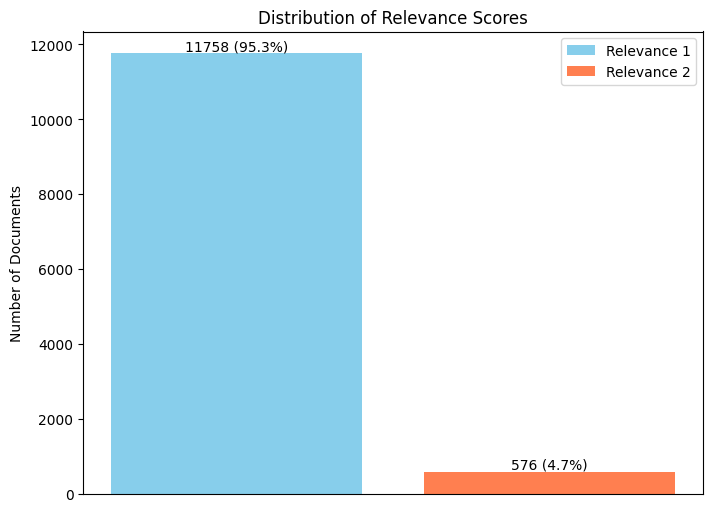 Distribution of Relevance Scores
Relevance 1
Relevance 2
11758 (95.3%)
576 (4.7%)
Number of Documents
12000
10000
8000
6000
4000
2000
0